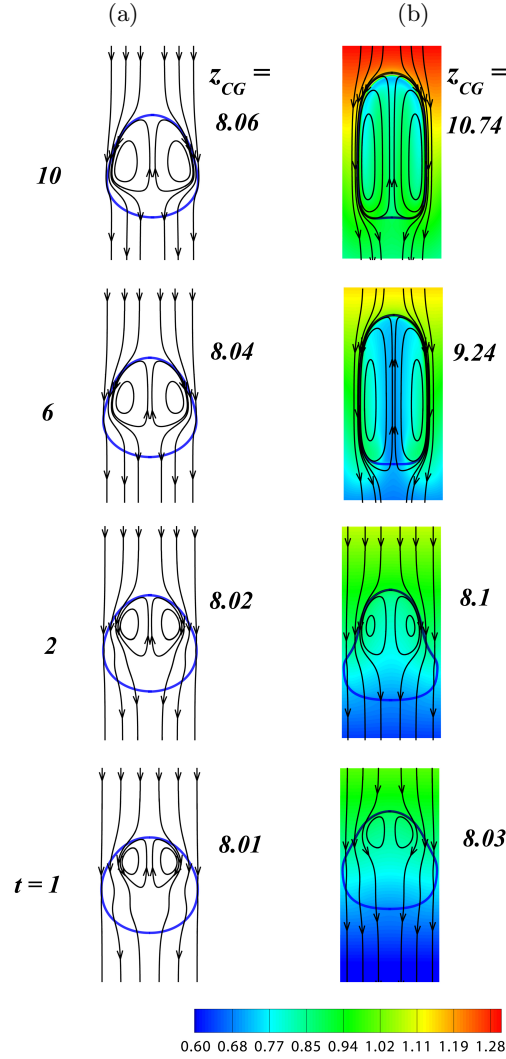 (a) (b)
z_CG = z_CG =
8.06 10.74
10
8.04 9.24
6
8.02 8.1
2
8.01 8.03
t = 1
0.60 0.68 0.77 0.85 0.94 1.02 1.11 1.19 1.28